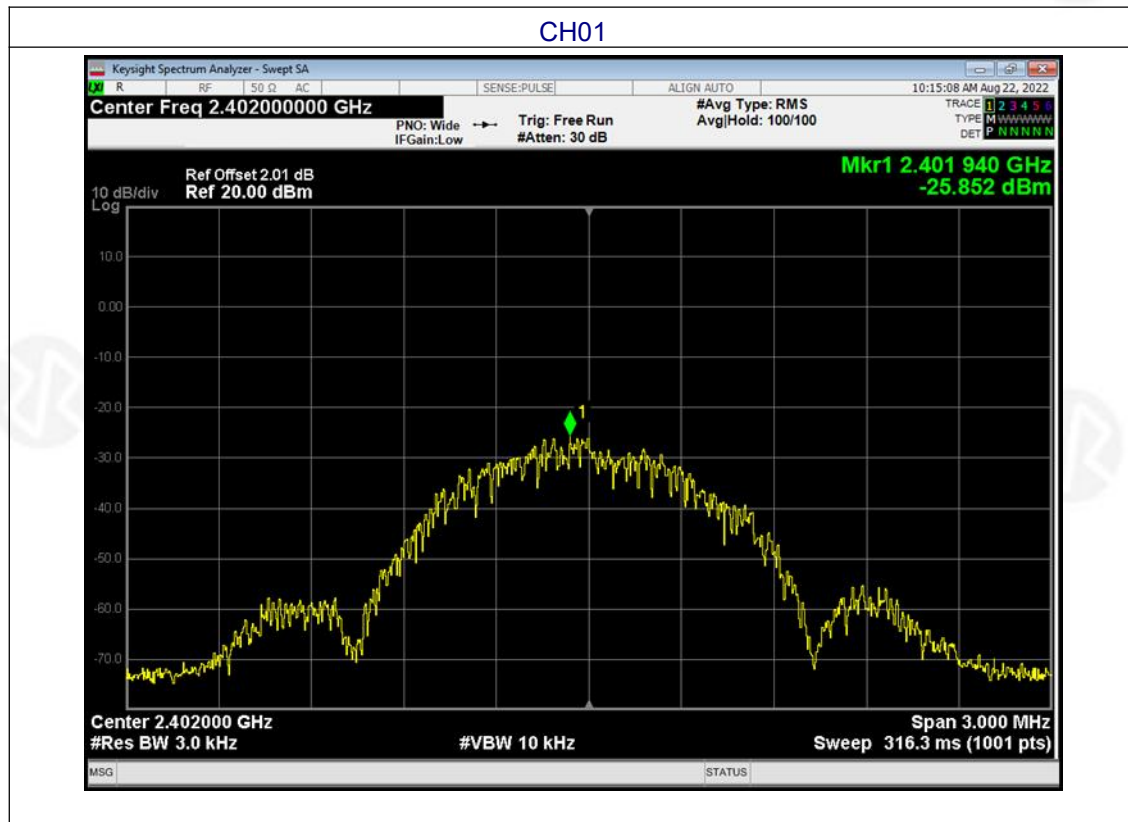 CH01
Keysight Spectrum Analyzer - Swept SA
LXI R RF 50 Ω AC SENSE:PULSE ALIGN AUTO 10:15:08 AM Aug 22, 2022
Center Freq 2.402000000 GHz #Avg Type: RMS TRACE 1 2 3 4 5 6
PNO: Wide Trig: Free Run Avg|Hold: 100/100 TYPE M WWWWW
IFGain:Low #Atten: 30 dB DET P N N N N N
Ref Offset 2.01 dB Mkr1 2.401 940 GHz
10 dB/div Ref 20.00 dBm -25.852 dBm
Log
10.0
0.00
-10.0
-20.0
1
-30.0
-40.0
-50.0
-60.0
-70.0
Center 2.402000 GHz Span 3.000 MHz
#Res BW 3.0 kHz #VBW 10 kHz Sweep 316.3 ms (1001 pts)
MSG STATUS